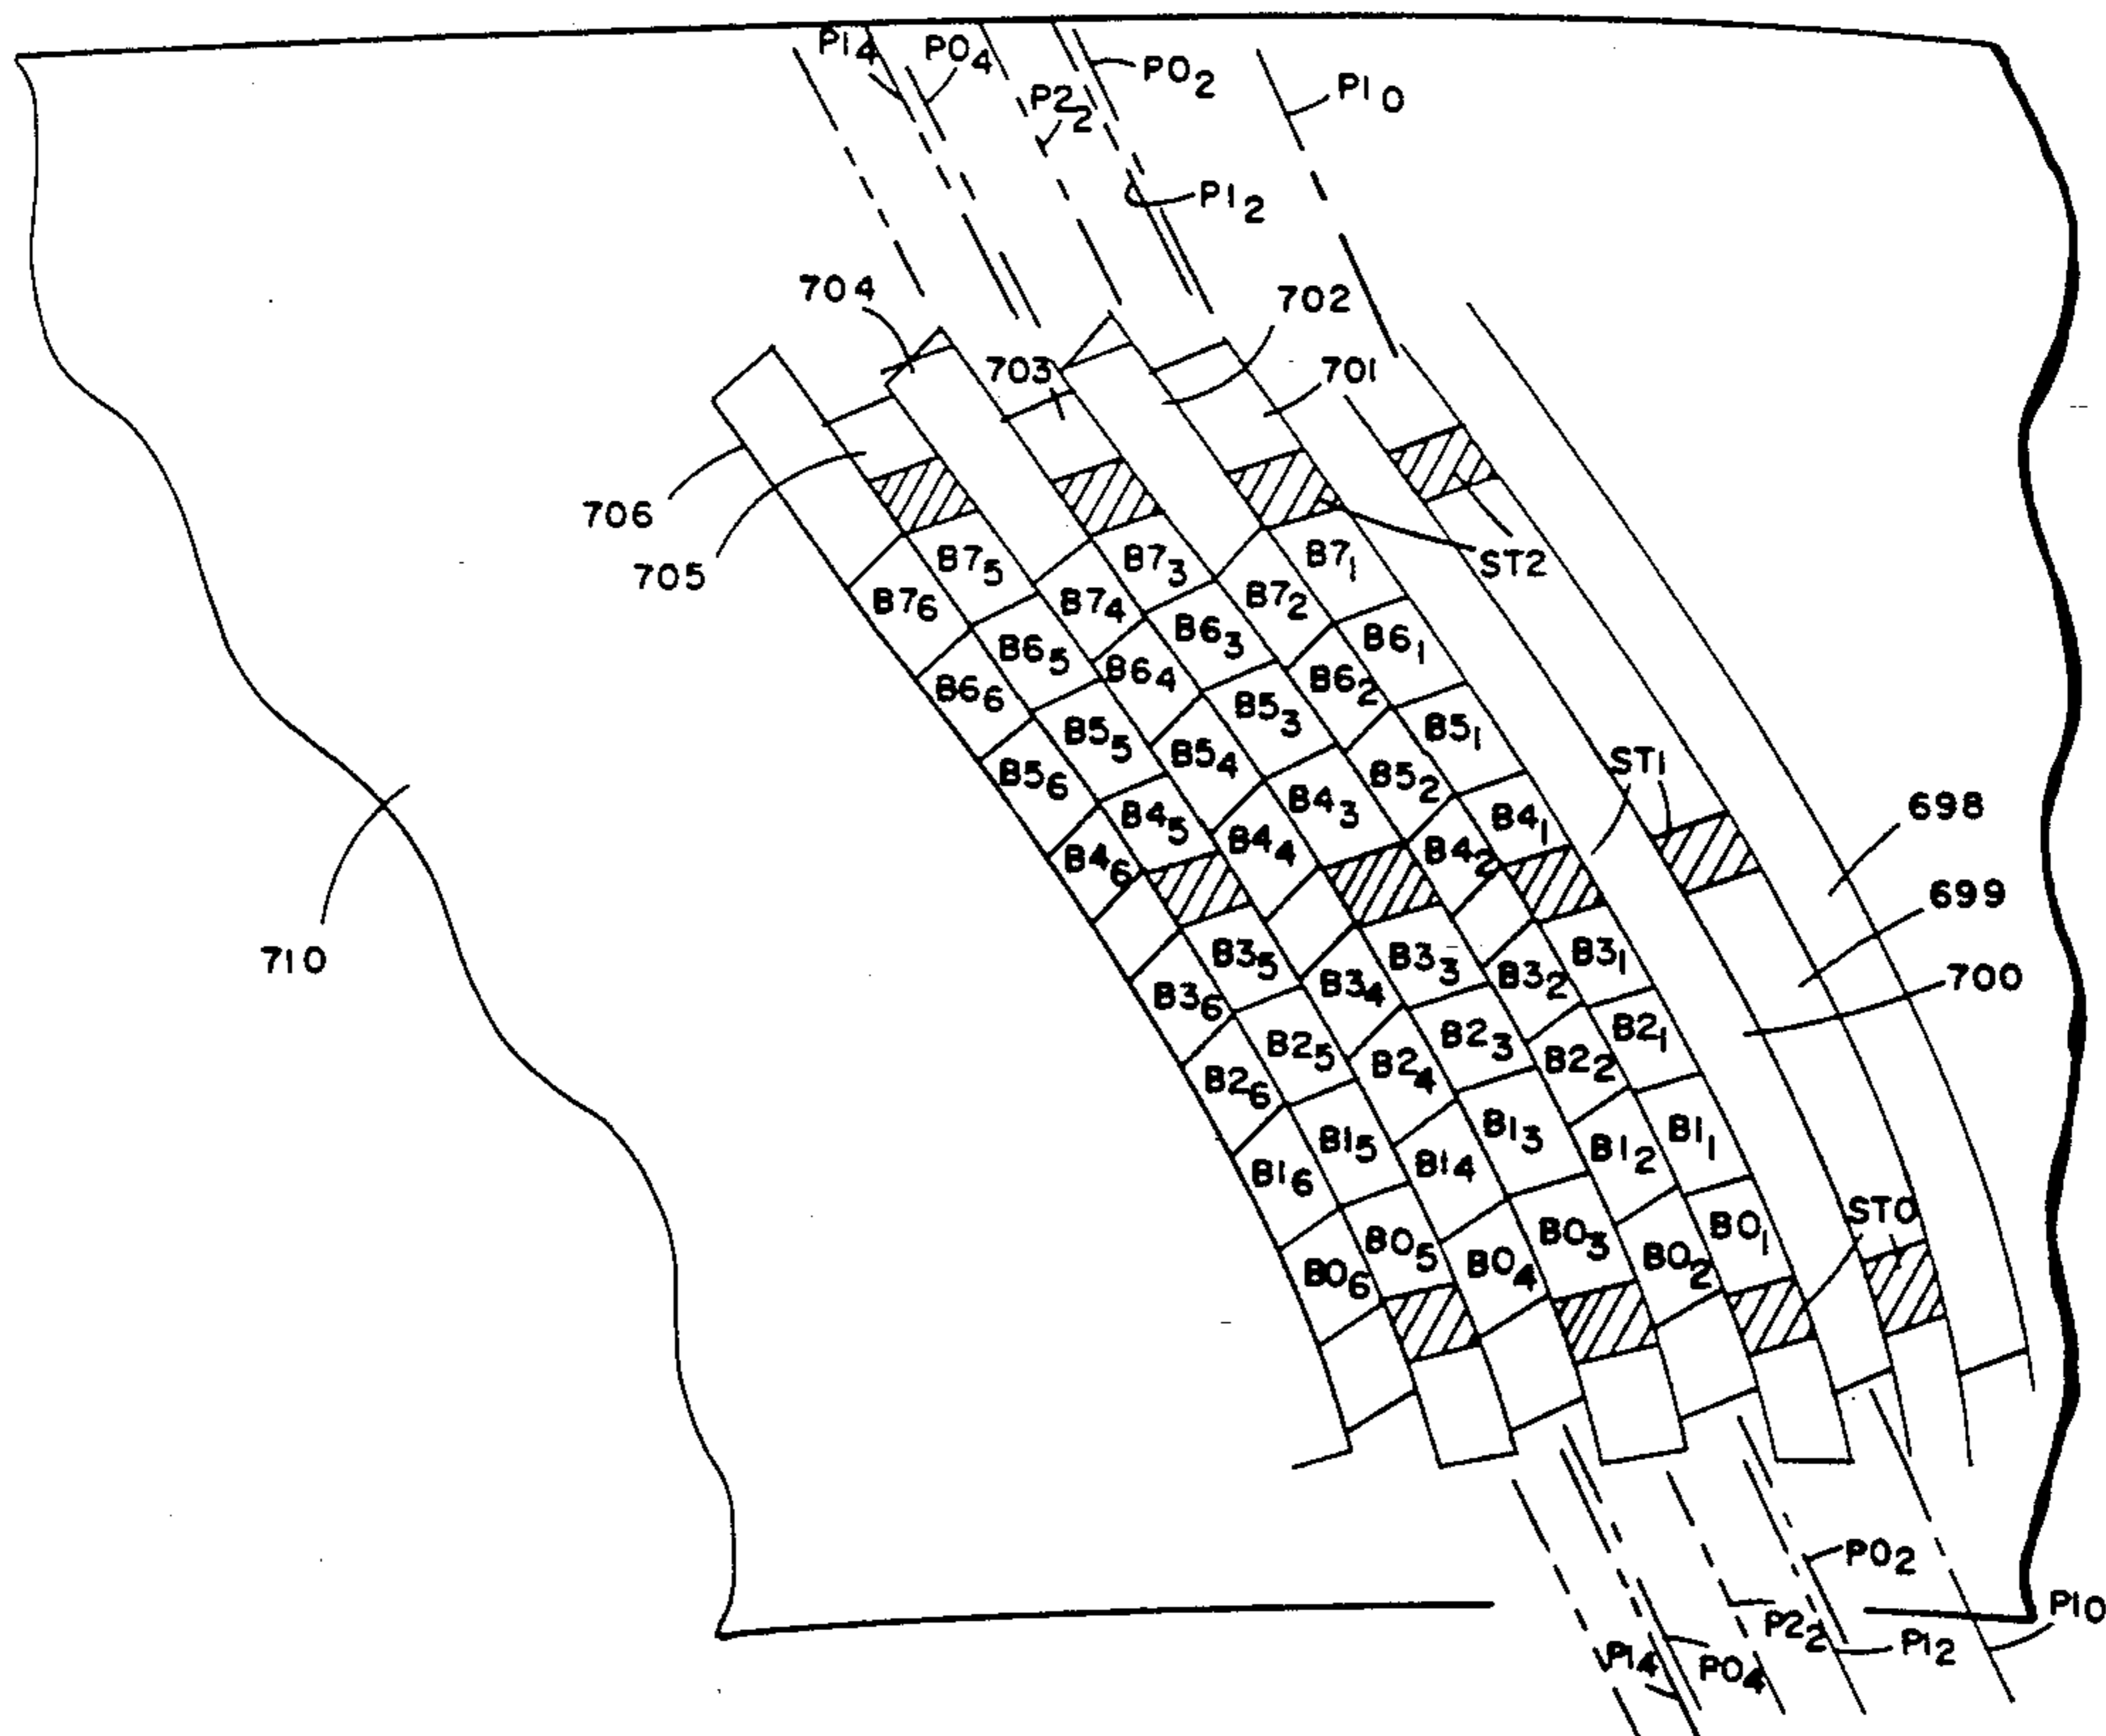 P1₄ P0₄ P2₂ P0₂ P1₀
P1₂
704 702
703 701
706
705
ST2
B7₅ B7₃ B7₁
B7₆ B7₄ B7₂
B6₅ B6₃ B6₁
B6₆ B6₄ B6₂
B5₅ B5₃ B5₁
B5₆ B5₄ B5₂
ST1
B4₅ B4₃ B4₁
B4₆ B4₄ B4₂
698
699
700
710
B3₅ B3₃ B3₁
B3₆ B3₄ B3₂
B2₅ B2₃ B2₁
B2₆ B2₄ B2₂
B1₅ B1₃ B1₁
B1₆ B1₄ B1₂
ST0
B0₅ B0₃ B0₁
B0₆ B0₄ B0₂
P0₂
P1₀
P2₂ P1₂
P1₄ P0₄